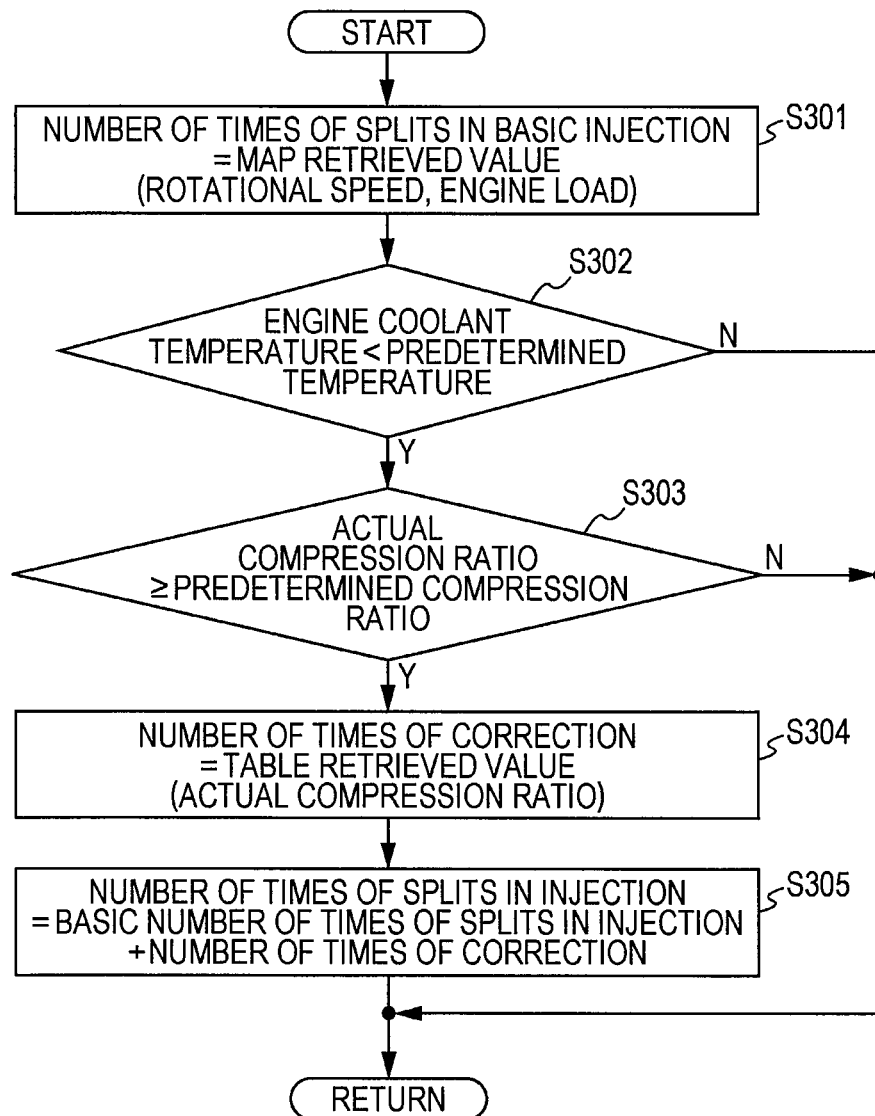 START
NUMBER OF TIMES OF SPLITS IN BASIC INJECTION
= MAP RETRIEVED VALUE
(ROTATIONAL SPEED, ENGINE LOAD)
S301
S302
ENGINE COOLANT
TEMPERATURE < PREDETERMINED
TEMPERATURE
N
Y
S303
ACTUAL
COMPRESSION RATIO
≥ PREDETERMINED COMPRESSION
RATIO
N
Y
NUMBER OF TIMES OF CORRECTION
= TABLE RETRIEVED VALUE
(ACTUAL COMPRESSION RATIO)
S304
NUMBER OF TIMES OF SPLITS IN INJECTION
= BASIC NUMBER OF TIMES OF SPLITS IN INJECTION
+ NUMBER OF TIMES OF CORRECTION
S305
RETURN